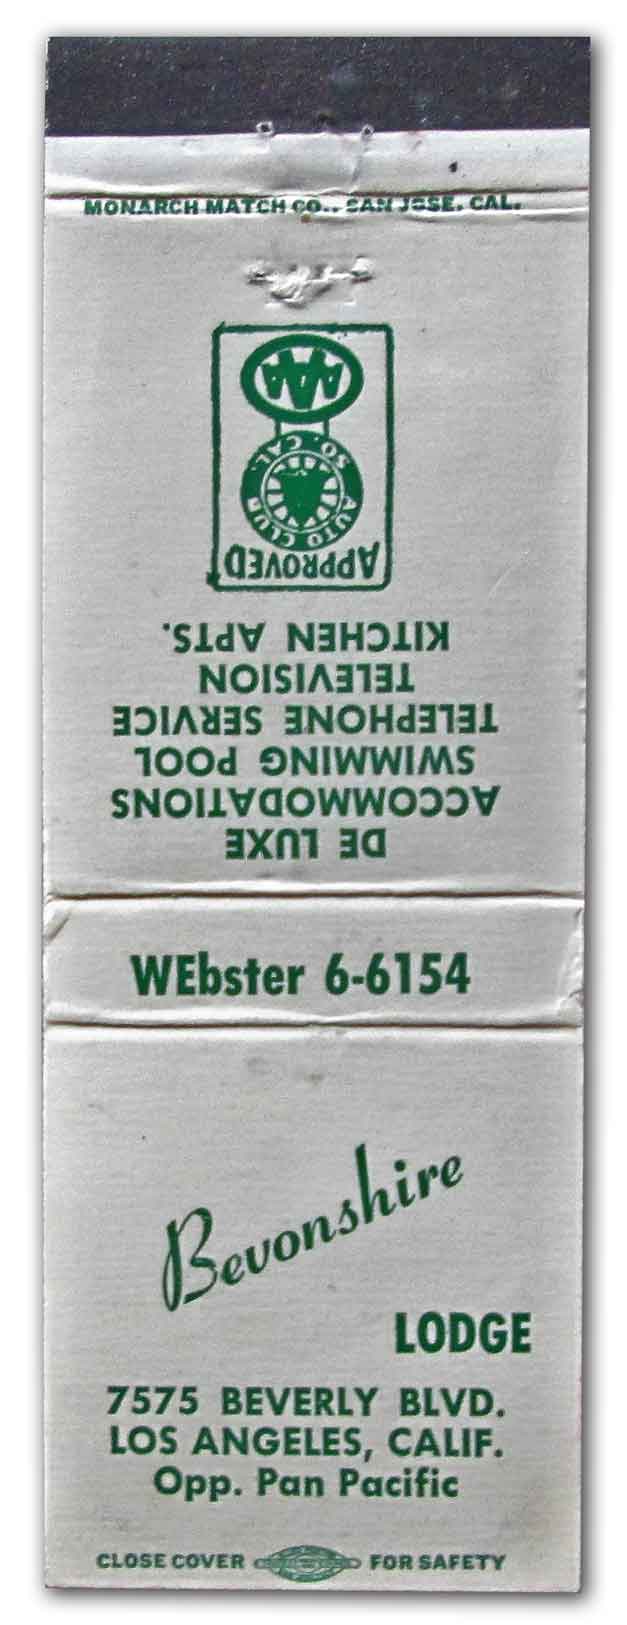 MONARCH MATCH CO., SAN JOSE, CAL.
DE LUXE
ACCOMMODATIONS
SWIMMING POOL
TELEPHONE SERVICE
TELEVISION
KITCHEN APTS.
APPROVED
AUTO CLUB
SO. CAL.
AAA
WEbster 6-6154
Bevonshire
LODGE
7575 BEVERLY BLVD.
LOS ANGELES, CALIF.
Opp. Pan Pacific
CLOSE COVER FOR SAFETY